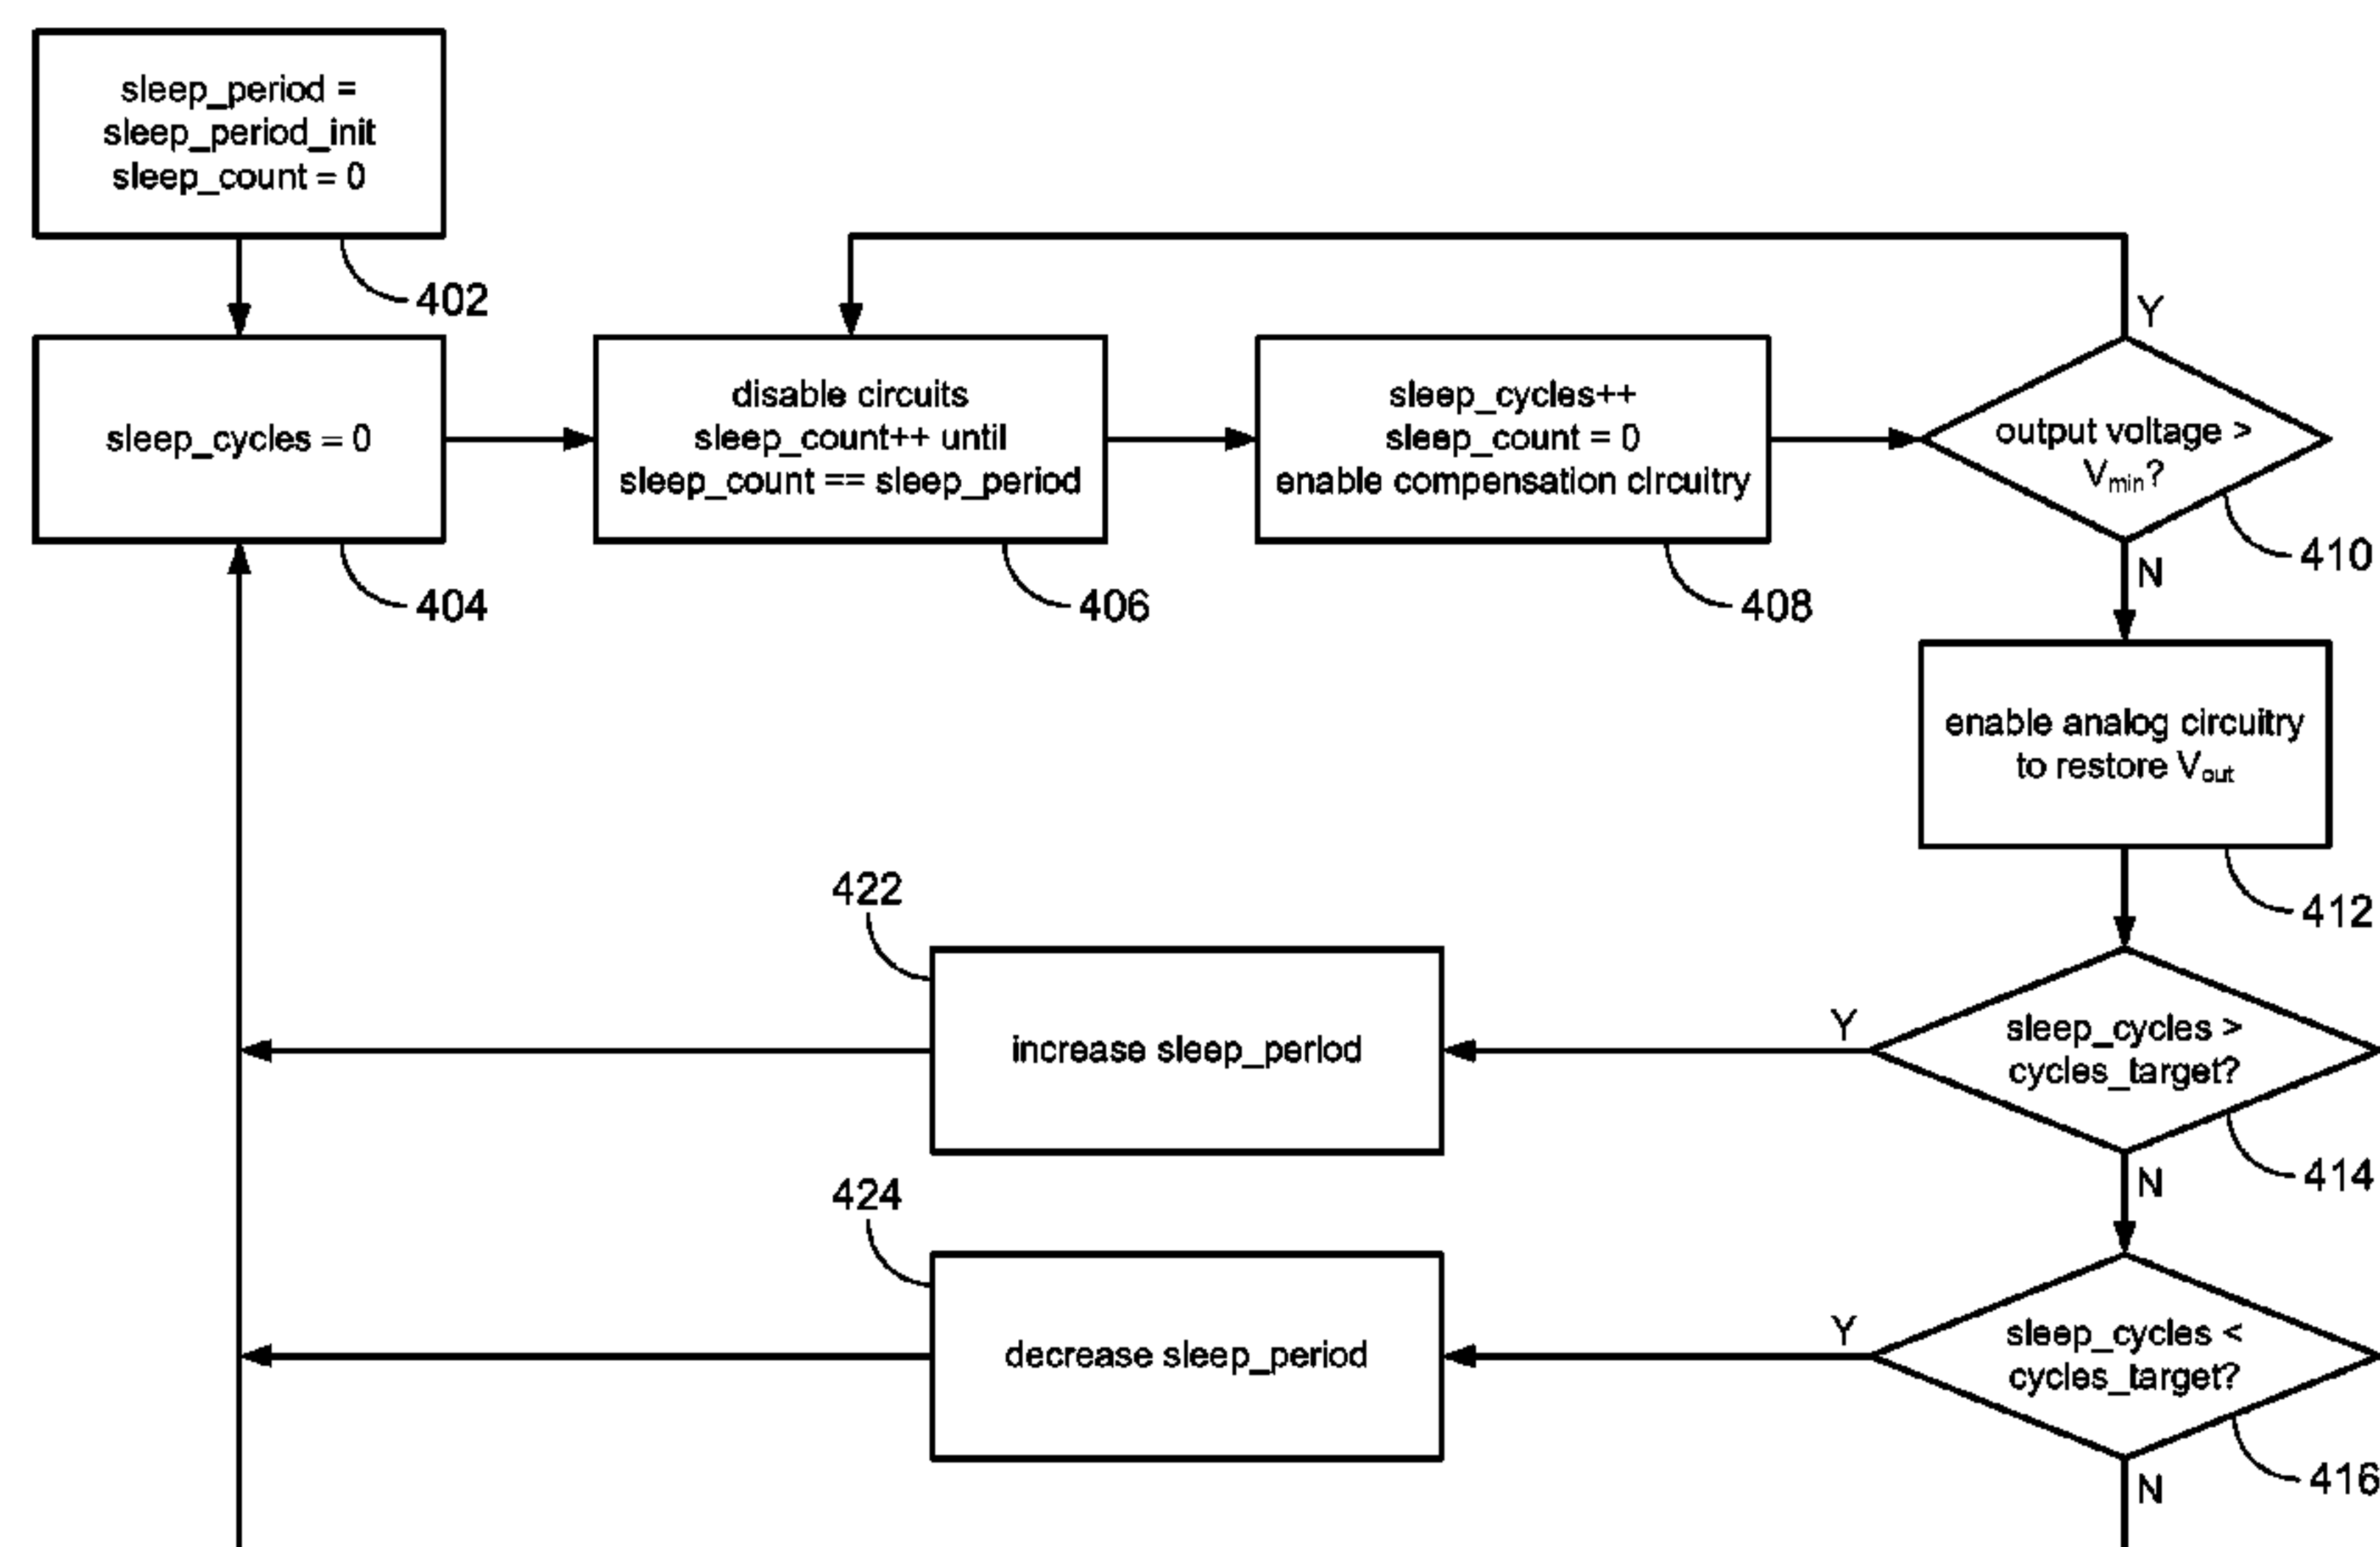 sleep_period =
sleep_period_init
sleep_count = 0
402
sleep_cycles = 0
404
disable circuits
sleep_count++ until
sleep_count == sleep_period
406
sleep_cycles++
sleep_count = 0
enable compensation circuitry
408
Y
output voltage >
Vmin?
410
N
enable analog circuitry
to restore Vout
412
422
increase sleep_period
Y
sleep_cycles >
cycles_target?
414
N
424
decrease sleep_period
Y
sleep_cycles <
cycles_target?
416
N